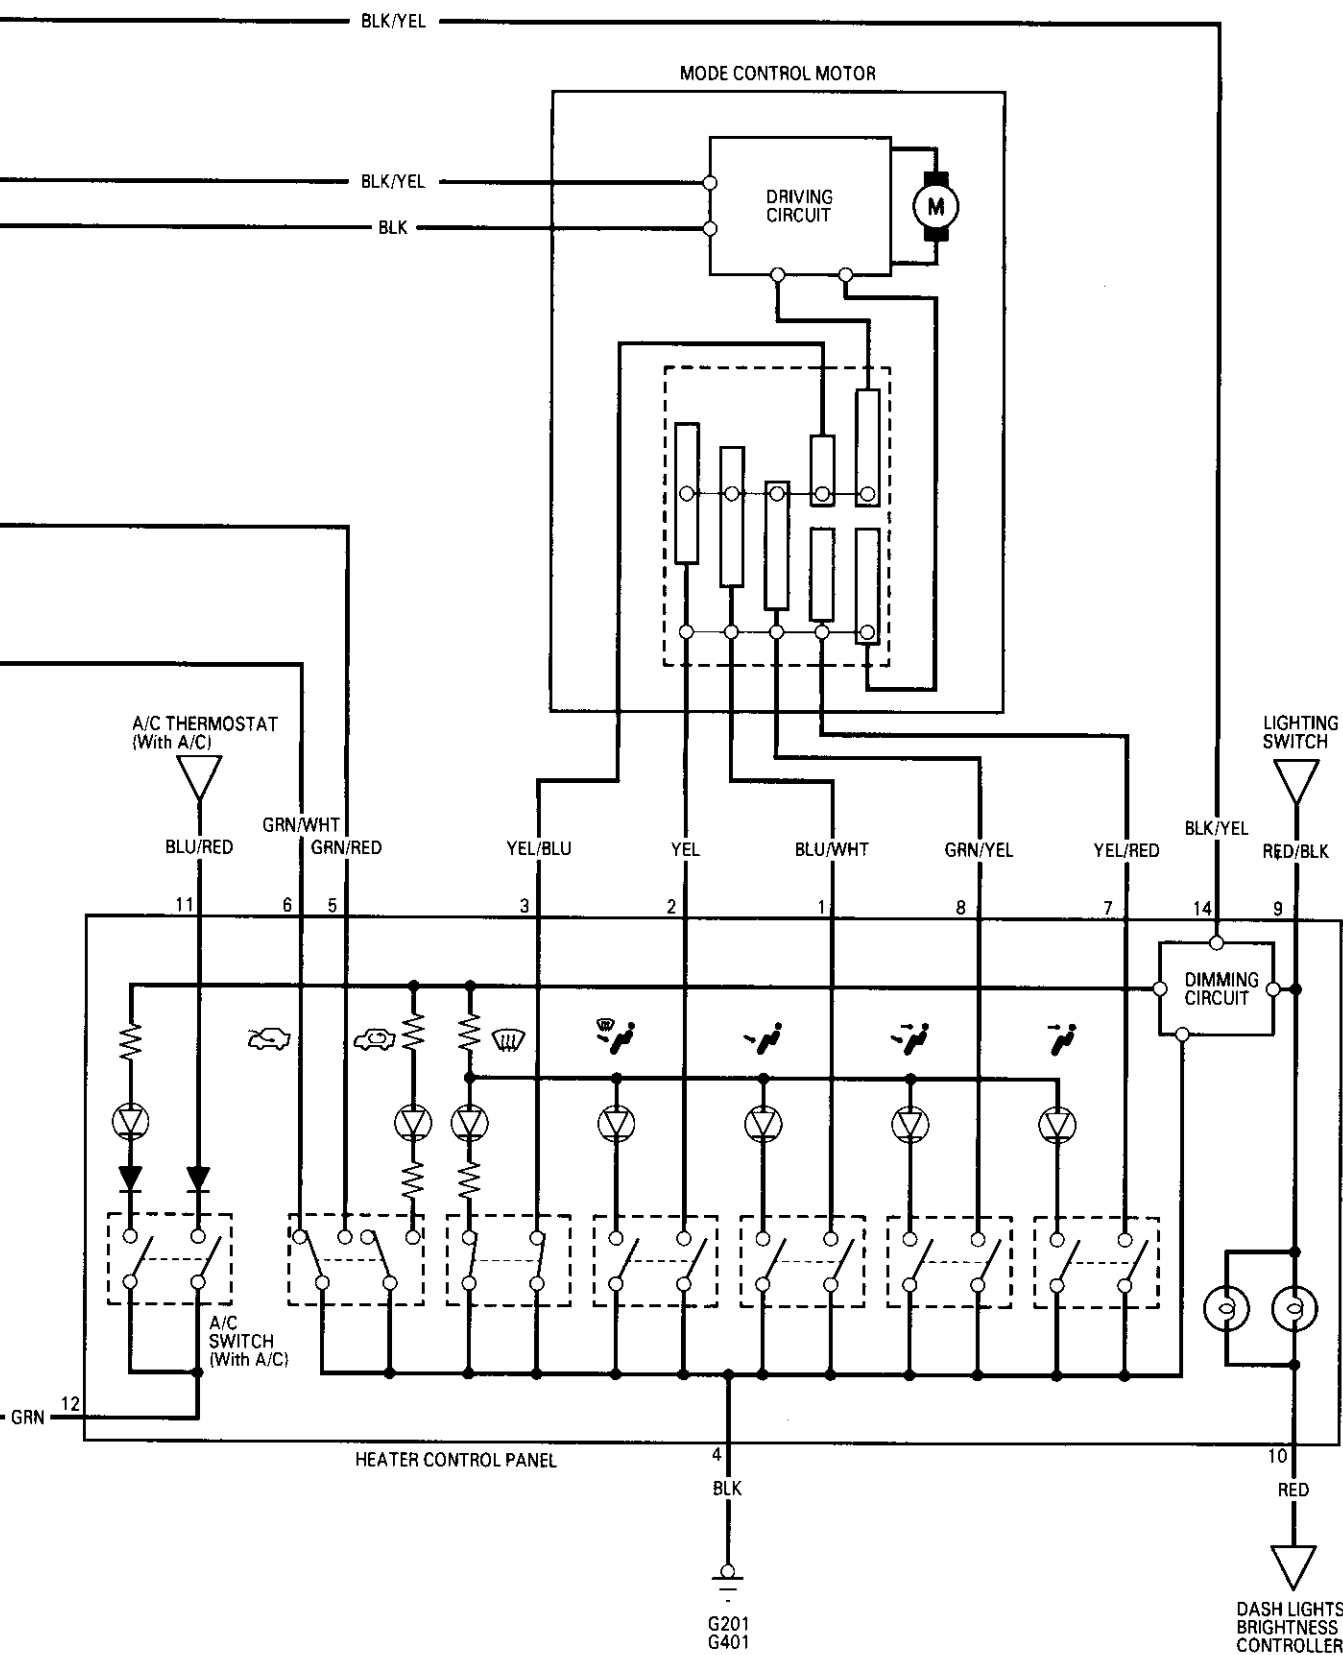 BLK/YEL
MODE CONTROL MOTOR
BLK/YEL
DRIVING
CIRCUIT
M
BLK
A/C THERMOSTAT
(With A/C)
LIGHTING
SWITCH
GRN/WHT
BLK/YEL
BLU/RED
GRN/RED
YEL/BLU
YEL
BLU/WHT
GRN/YEL
YEL/RED
RED/BLK
11
6
5
3
2
1
8
7
14
9
DIMMING
CIRCUIT
A/C
SWITCH
(With A/C)
12
GRN
HEATER CONTROL PANEL
4
10
BLK
RED
G201
G401
DASH LIGHTS
BRIGHTNESS
CONTROLLER